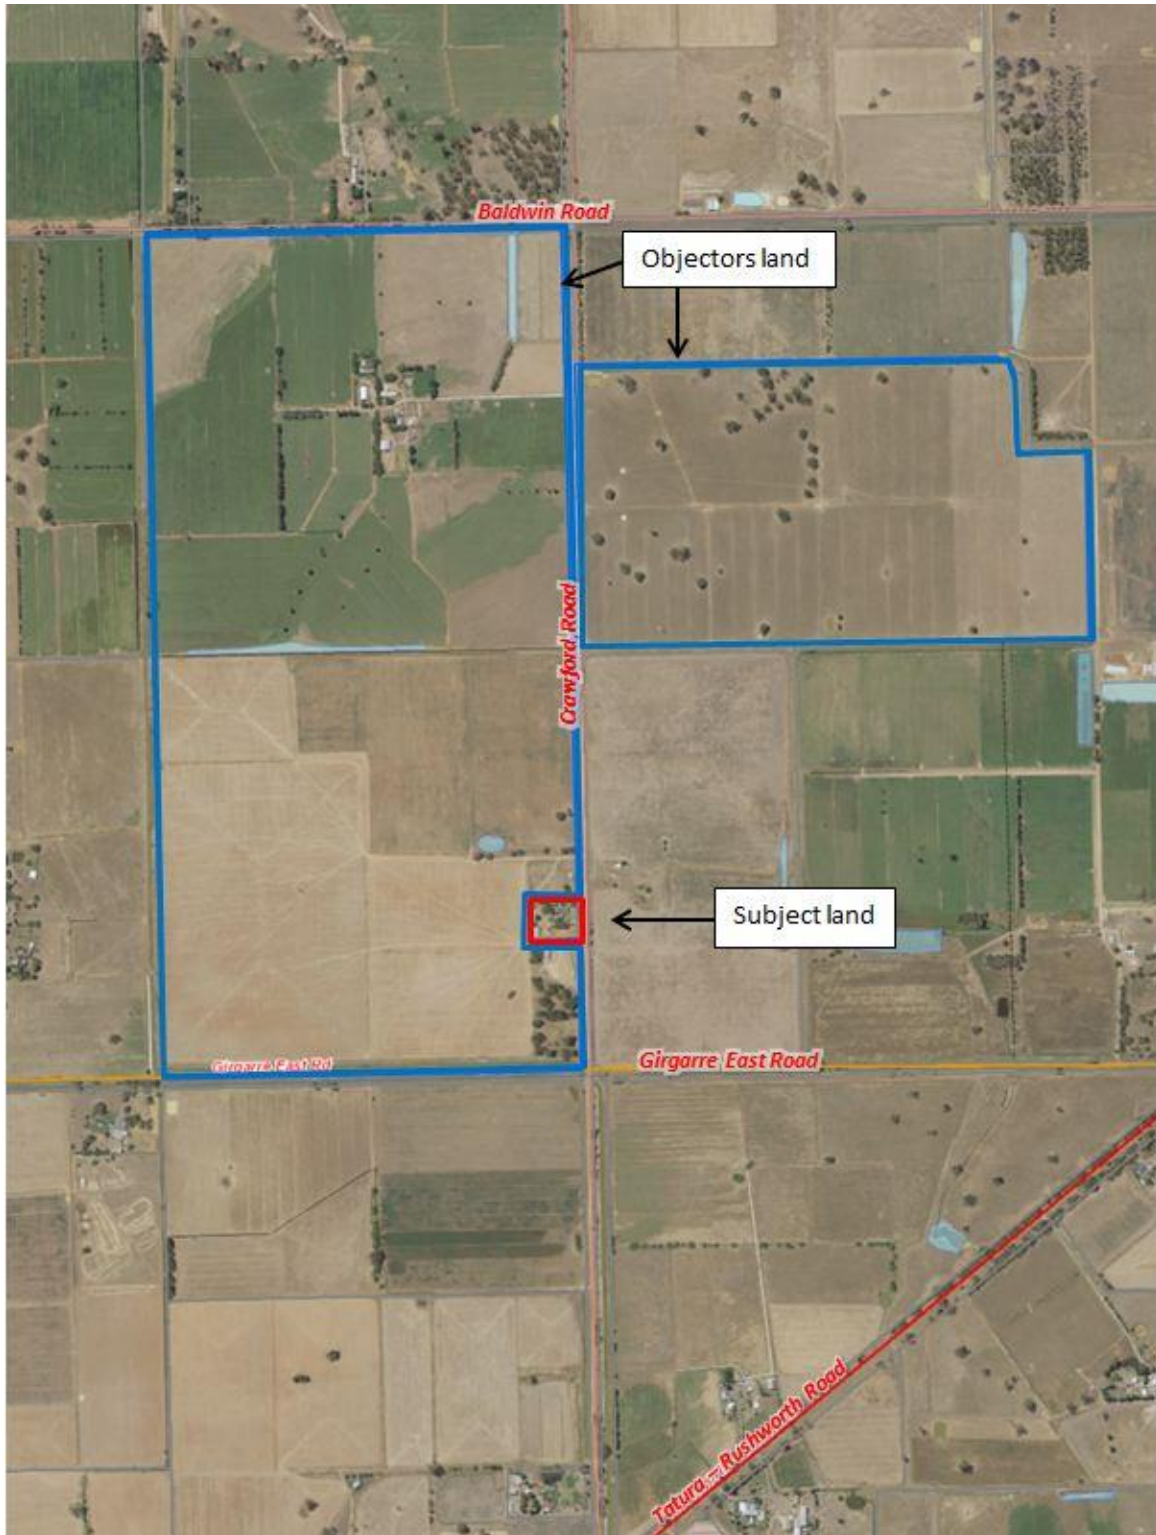 Baldwin Road
Objectors land
Crawford Road
Subject land
Girgarre East Rd
Girgarre East Road
Tatura – Rushworth Road